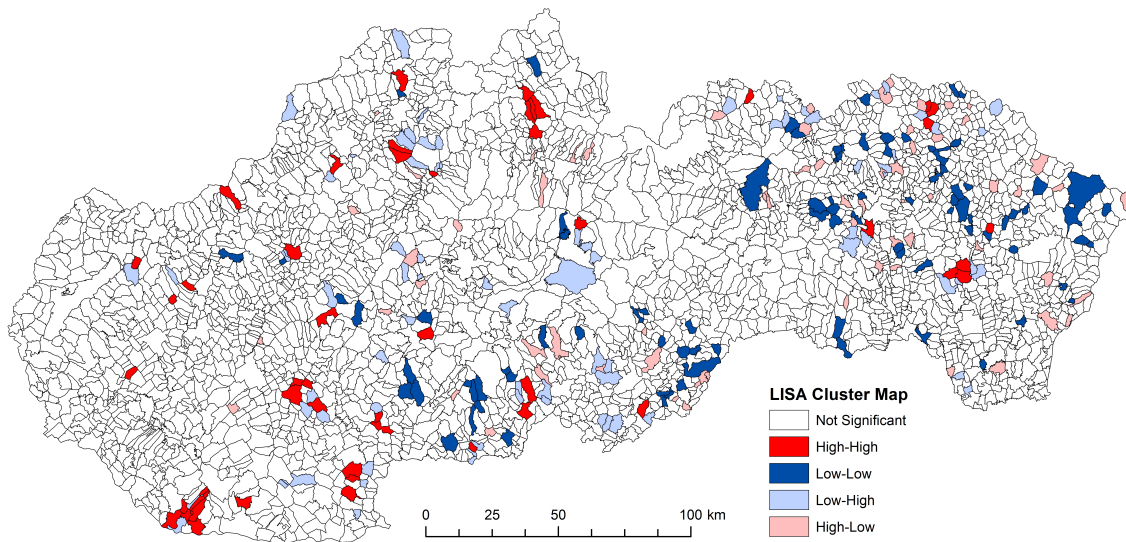 LISA Cluster Map
Not Significant
High-High
Low-Low
Low-High
High-Low
0 25 50 100 km